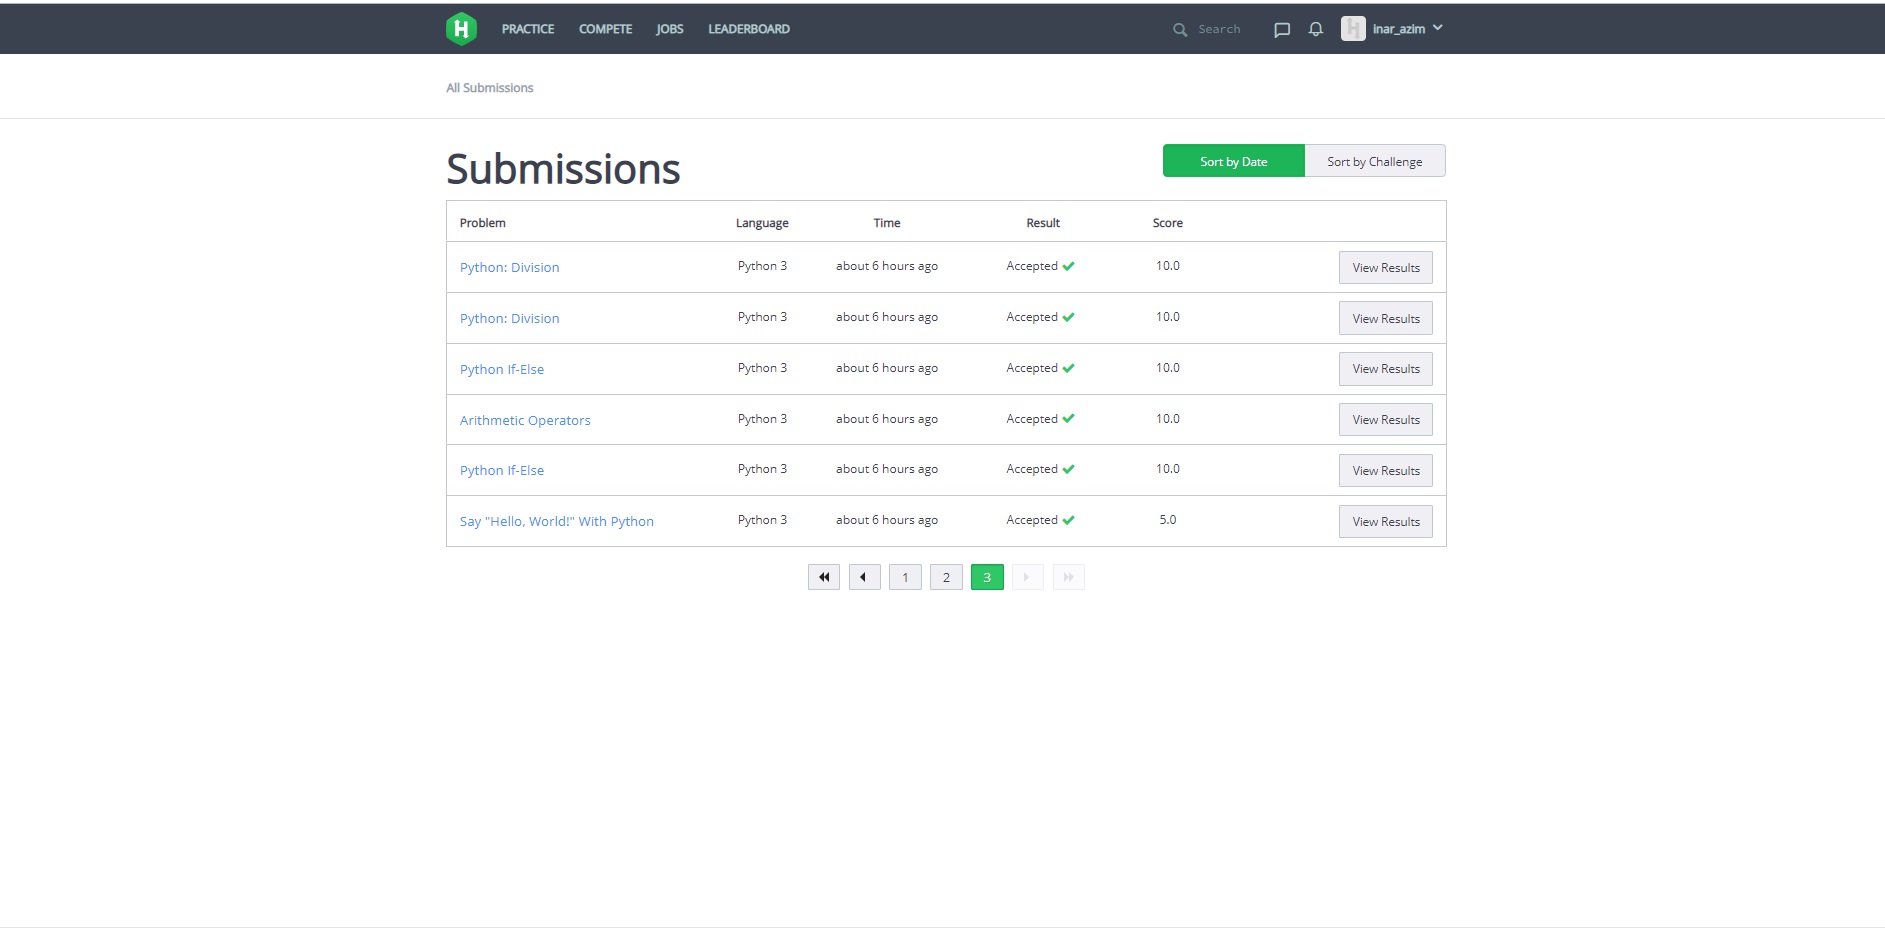 H PRACTICE COMPETE JOBS LEADERBOARD Search inar_azim
All Submissions
Submissions Sort by Date Sort by Challenge
Problem Language Time Result Score
Python: Division Python 3 about 6 hours ago Accepted 10.0 View Results
Python: Division Python 3 about 6 hours ago Accepted 10.0 View Results
Python If-Else Python 3 about 6 hours ago Accepted 10.0 View Results
Arithmetic Operators Python 3 about 6 hours ago Accepted 10.0 View Results
Python If-Else Python 3 about 6 hours ago Accepted 10.0 View Results
Say "Hello, World!" With Python Python 3 about 6 hours ago Accepted 5.0 View Results
1 2 3